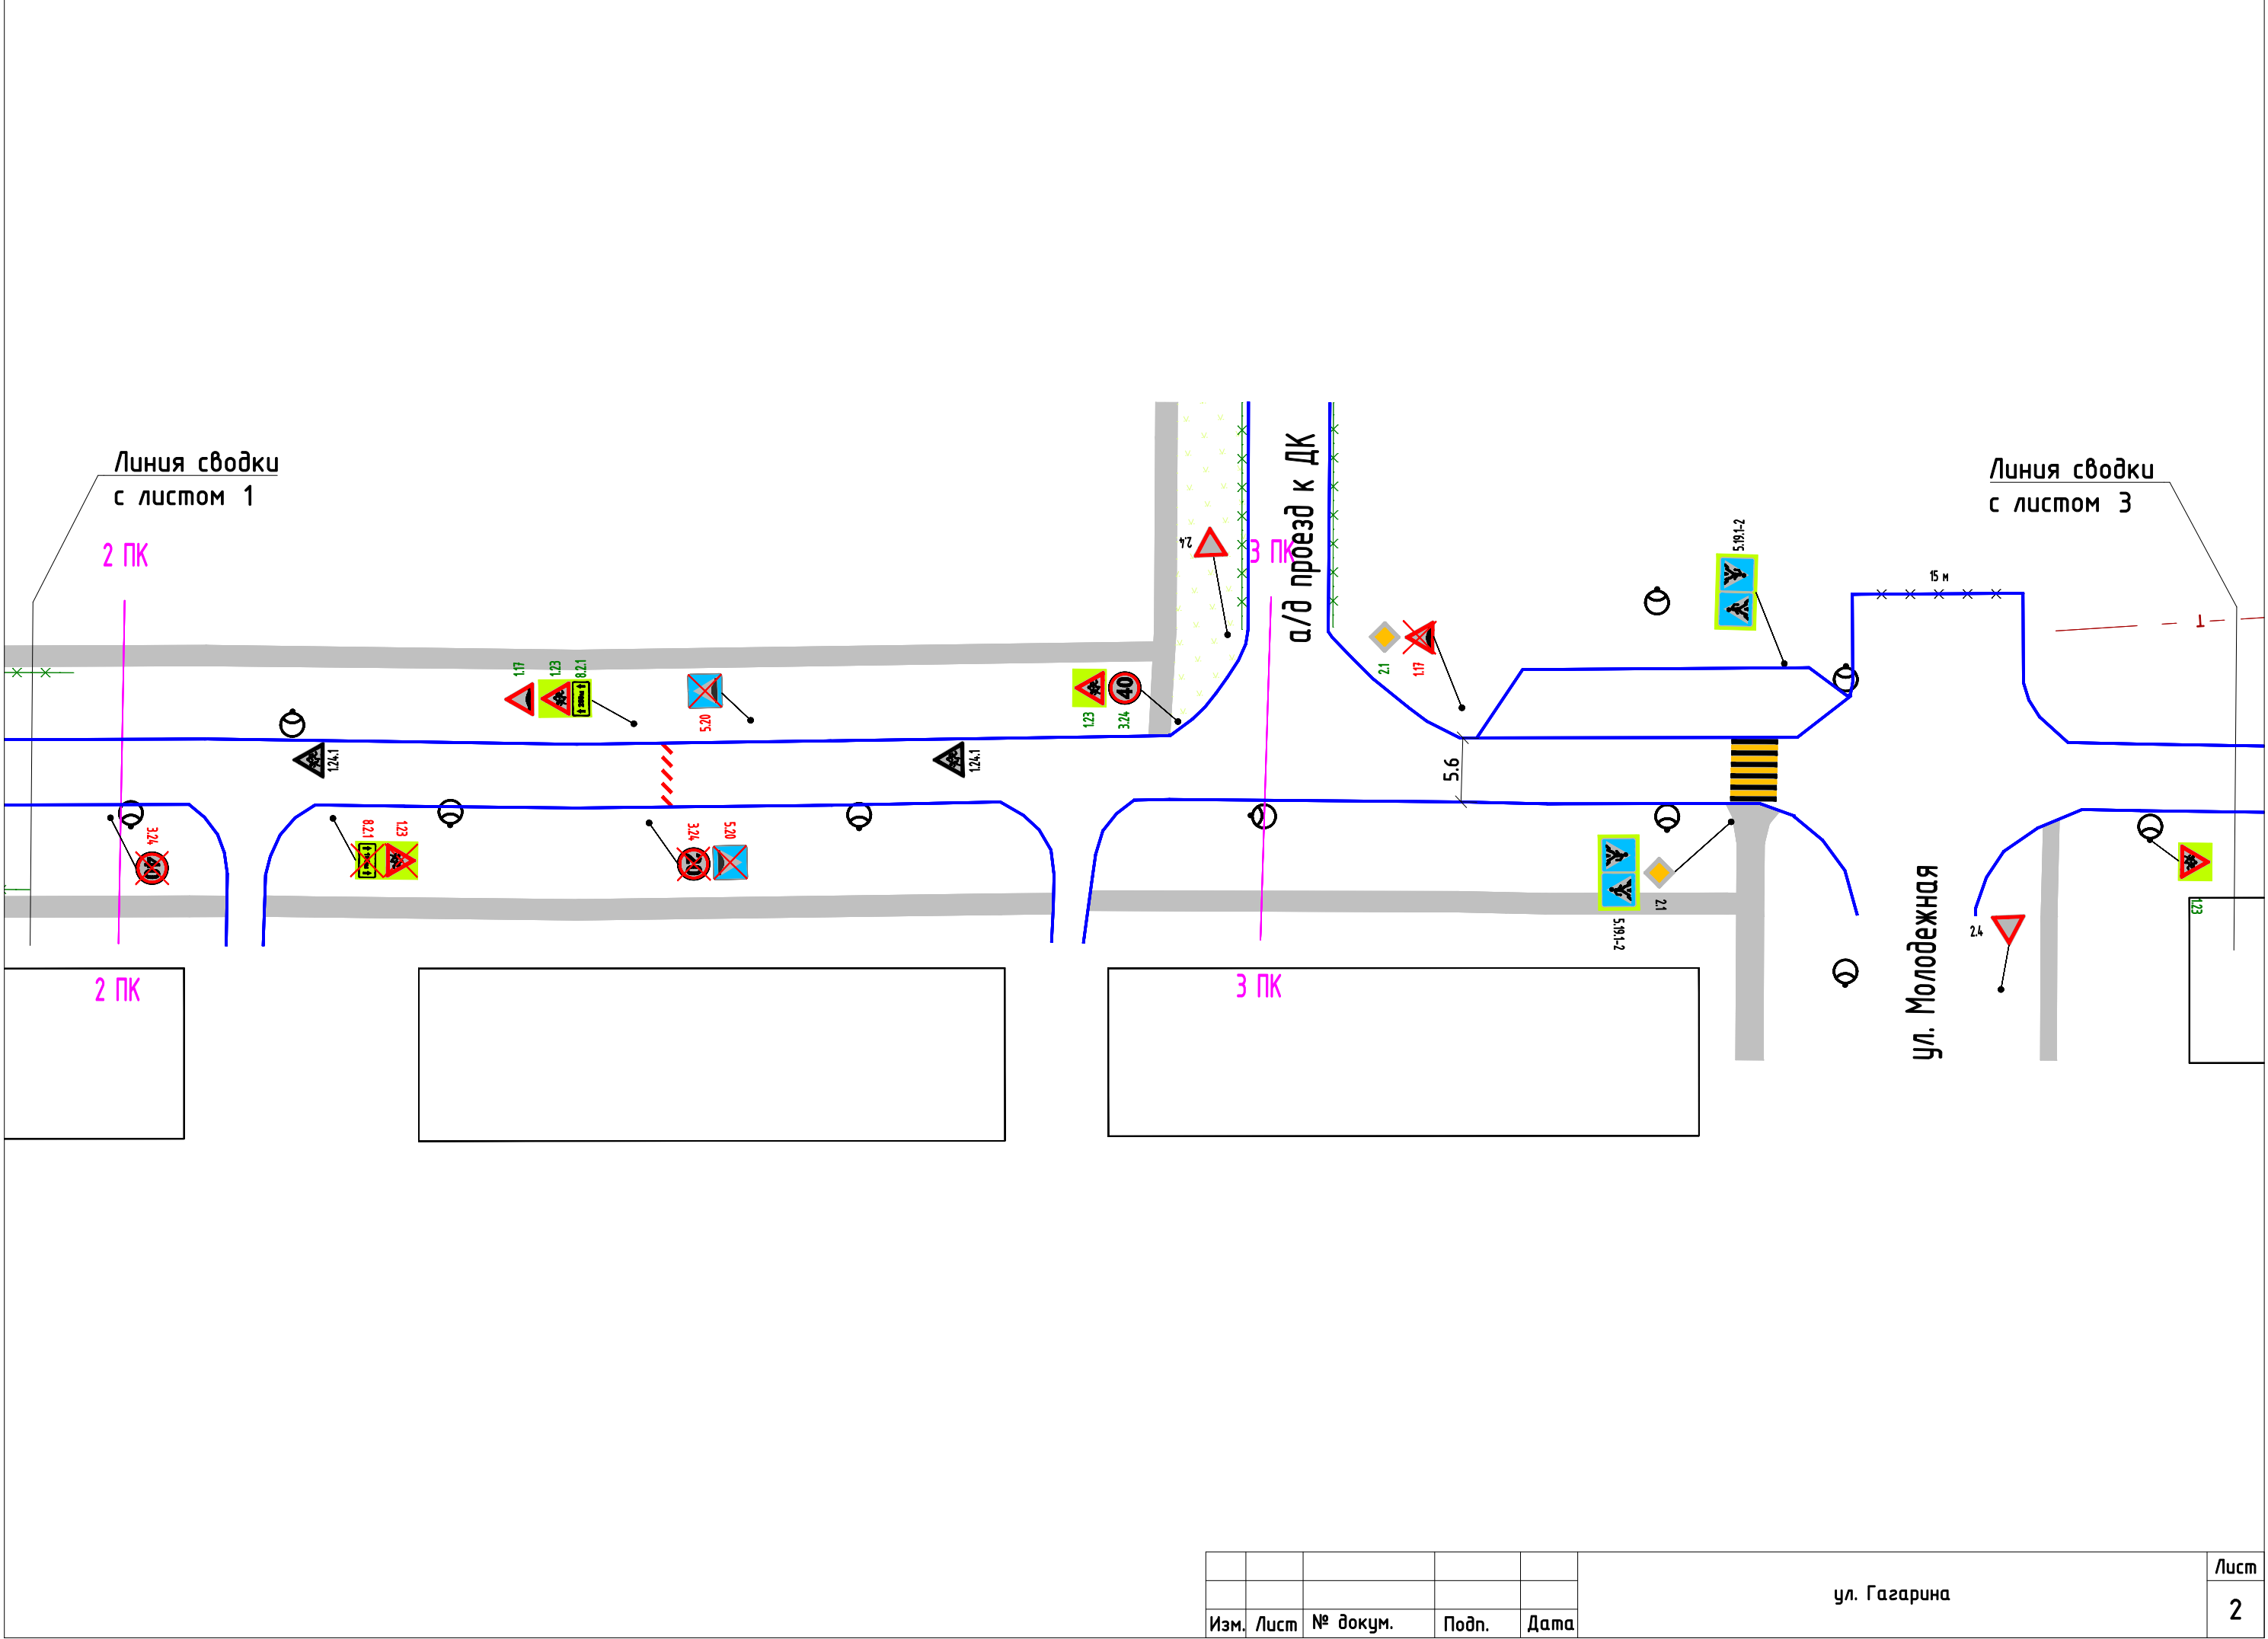 Линия сводки
с листом 1
Линия сводки
с листом 3
2 ПК
3 ПК
а/д проезд к ДК
2.4
5.19.1-2
15 м
Т
1.17
1.23
8.2.1
5.20
1.23
3.24
40
2.1
1.17
1.24.1
1.24.1
5.6
3.24
40
8.2.1
1.23
3.24
20
5.20
5.19.1-2
2.1
ул. Молодежная
2.4
1.23
2 ПК
3 ПК
ул. Гагарина
Лист
2
Изм. Лист № докум. Подп. Дата